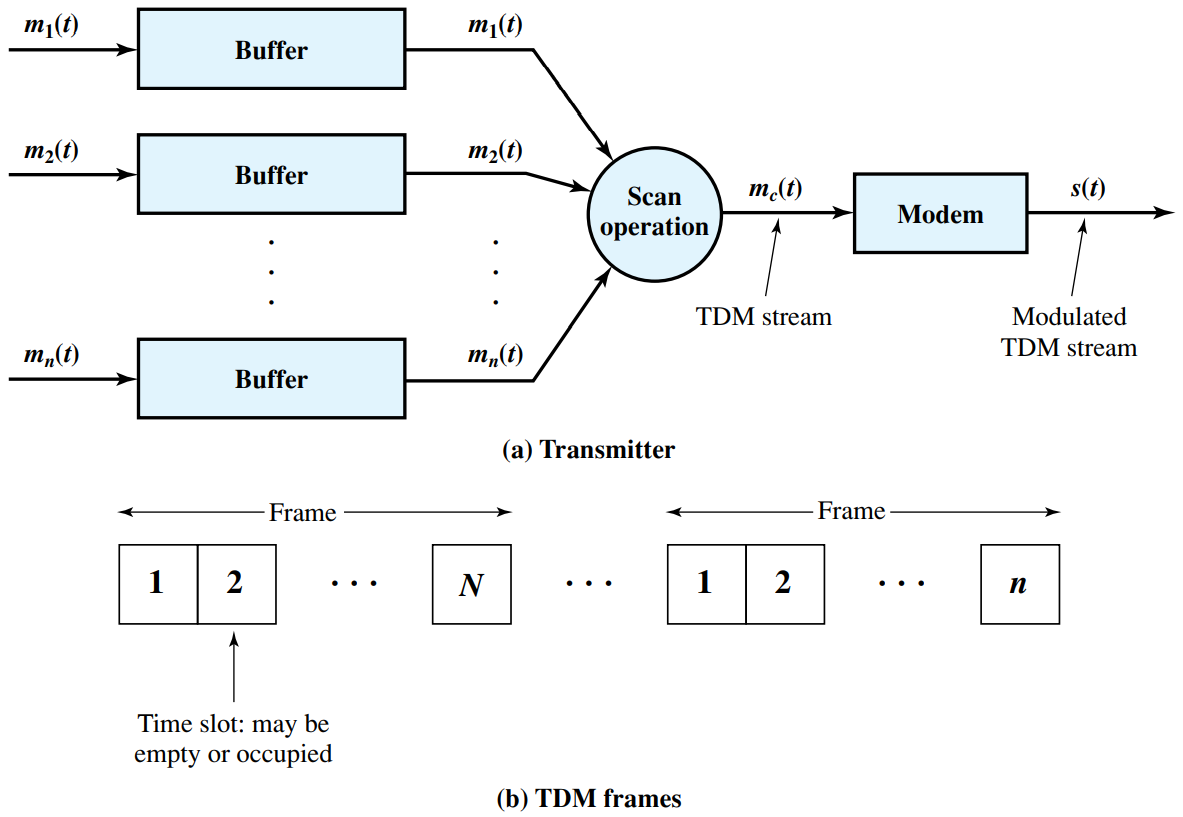 m1(t)
Buffer
m1(t)
m2(t)
Buffer
m2(t)
Scan
operation
mc(t)
Modem
s(t)
. . .
. . .
TDM stream
Modulated
TDM stream
mn(t)
Buffer
mn(t)
(a) Transmitter
Frame
Frame
1 2 · · · N · · · 1 2 · · · n
Time slot: may be
empty or occupied
(b) TDM frames